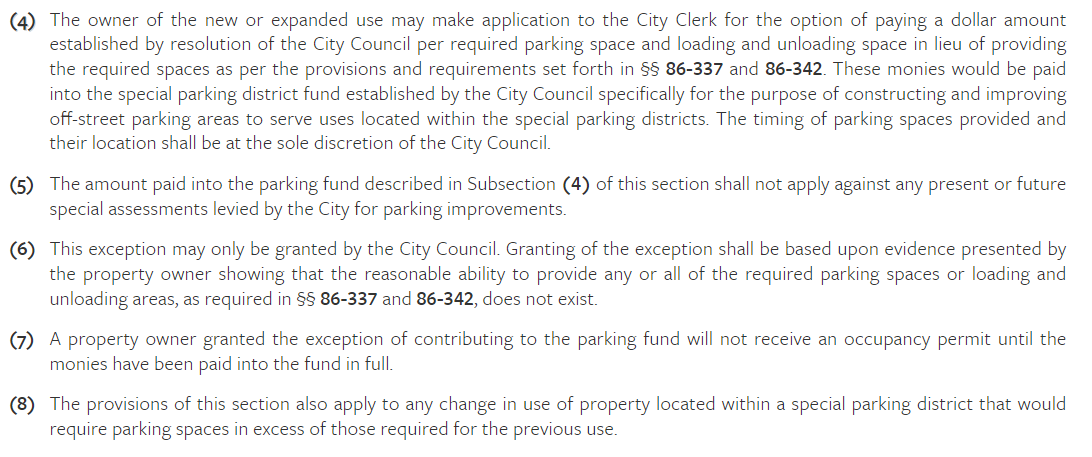 (4) The owner of the new or expanded use may make application to the City Clerk for the option of paying a dollar amount
established by resolution of the City Council per required parking space and loading and unloading space in lieu of providing
the required spaces as per the provisions and requirements set forth in §§ 86-337 and 86-342. These monies would be paid
into the special parking district fund established by the City Council specifically for the purpose of constructing and improving
off-street parking areas to serve uses located within the special parking districts. The timing of parking spaces provided and
their location shall be at the sole discretion of the City Council.
(5) The amount paid into the parking fund described in Subsection (4) of this section shall not apply against any present or future
special assessments levied by the City for parking improvements.
(6) This exception may only be granted by the City Council. Granting of the exception shall be based upon evidence presented by
the property owner showing that the reasonable ability to provide any or all of the required parking spaces or loading and
unloading areas, as required in §§ 86-337 and 86-342, does not exist.
(7) A property owner granted the exception of contributing to the parking fund will not receive an occupancy permit until the
monies have been paid into the fund in full.
(8) The provisions of this section also apply to any change in use of property located within a special parking district that would
require parking spaces in excess of those required for the previous use.